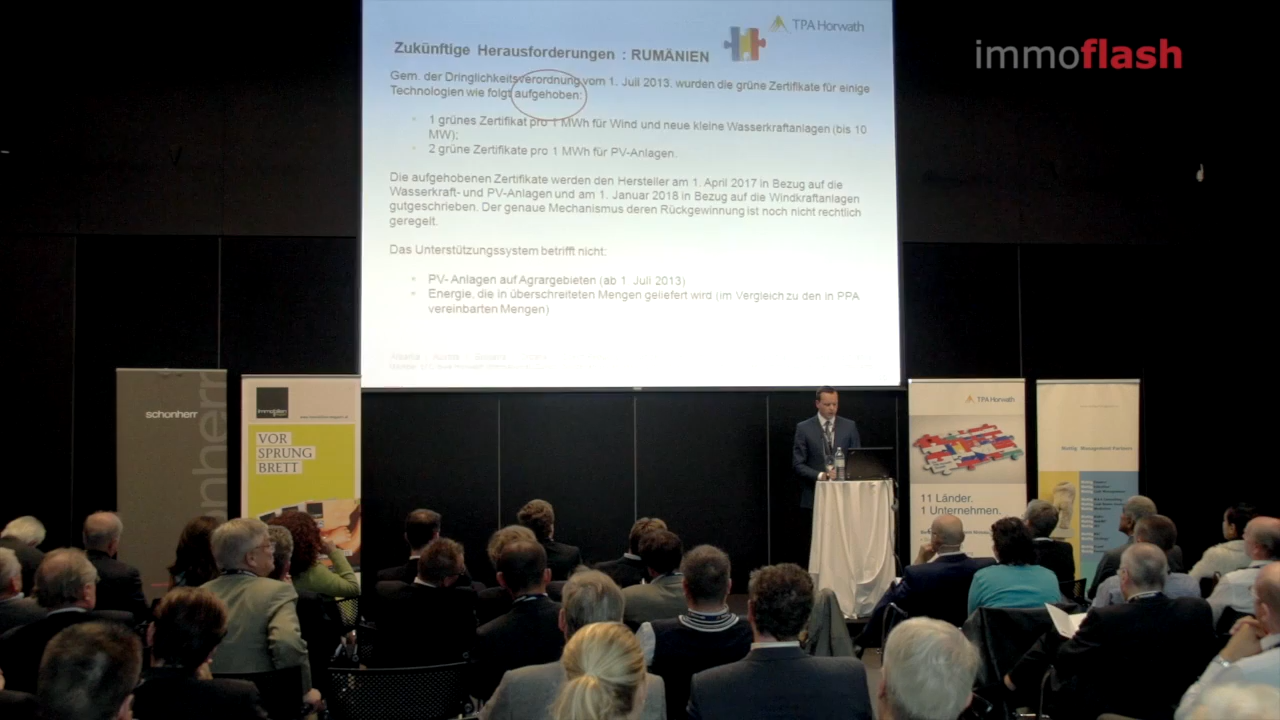 TPA Horwath
immoflash
Zukünftige Herausforderungen : RUMÄNIEN
Gem. der Dringlichkeitsverordnung vom 1. Juli 2013. wurden die grüne Zertifikate für einige
Technologien wie folgt aufgehoben:
1 grünes Zertifikat pro 1 MWh für Wind und neue kleine Wasserkraftanlagen (bis 10
MW);
2 grüne Zertifikate pro 1 MWh für PV-Anlagen.
Die aufgehobenen Zertifikate werden den Hersteller am 1. April 2017 in Bezug auf die
Wasserkraft- und PV-Anlagen und am 1. Januar 2018 in Bezug auf die Windkraftanlagen
gutgeschrieben. Der genaue Mechanismus deren Rückgewinnung ist noch nicht rechtlich
geregelt.
Das Unterstützungssystem betrifft nicht:
PV- Anlagen auf Agrargebieten (ab 1. Juli 2013)
Energie, die in überschreiteten Mengen geliefert wird (im Vergleich zu den in PPA
vereinbarten Mengen)
schonherr
immobilien
VOR
SPRUNG
BRETT
TPA Horwath
11 Länder.
1 Unternehmen.
Management Partners